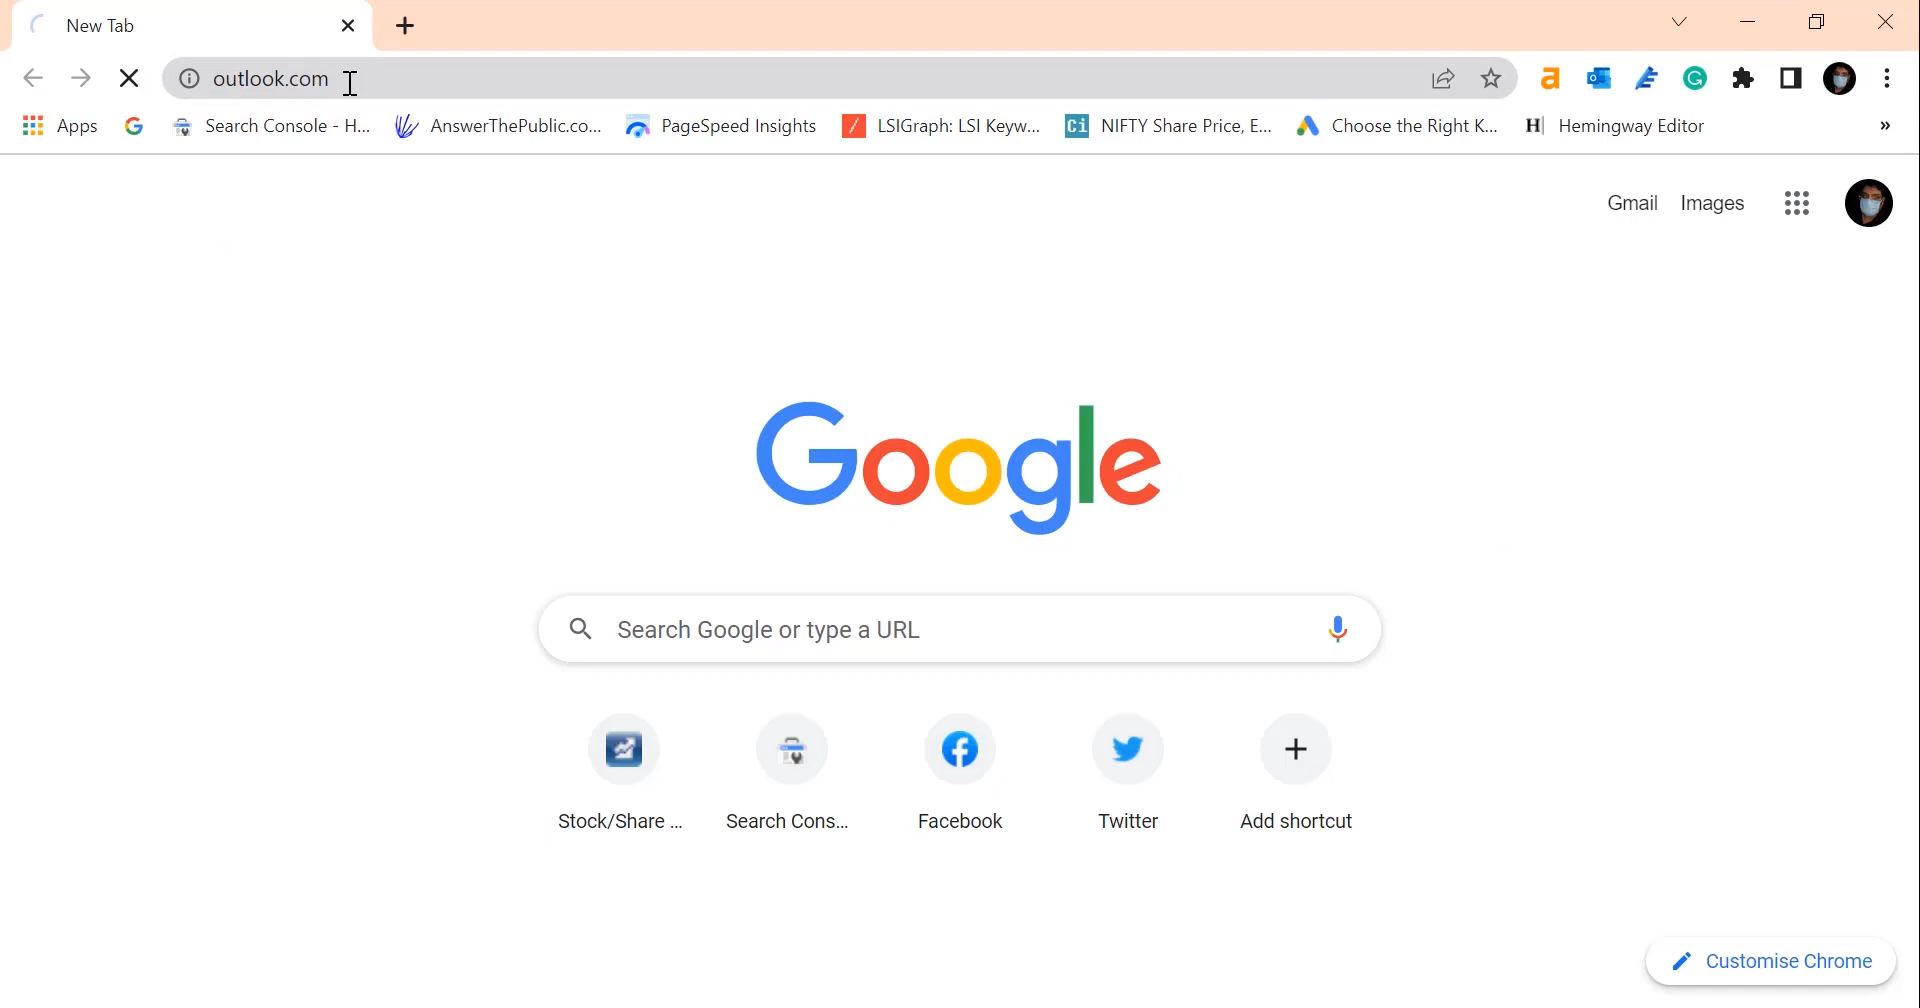 New Tab
outlook.com
Apps
Search Console - H...
AnswerThePublic.co...
PageSpeed Insights
LSIGraph: LSI Keyw...
Ci
NIFTY Share Price, E...
Choose the Right K...
H
Hemingway Editor
»
Gmail
Images
Google
Search Google or type a URL
Stock/Share ...
Search Cons...
Facebook
Twitter
Add shortcut
Customise Chrome